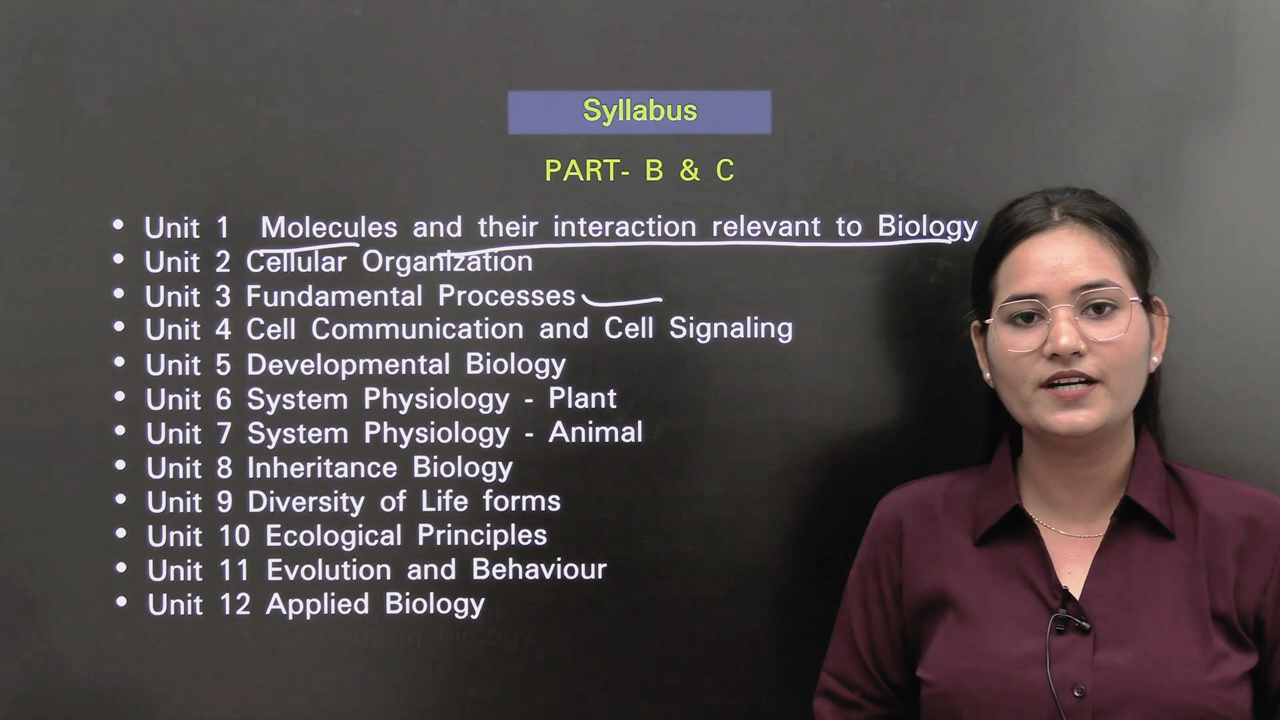 Syllabus
PART- B & C
• Unit 1 Molecules and their interaction relevant to Biology
• Unit 2 Cellular Organization
• Unit 3 Fundamental Processes
• Unit 4 Cell Communication and Cell Signaling
• Unit 5 Developmental Biology
• Unit 6 System Physiology - Plant
• Unit 7 System Physiology - Animal
• Unit 8 Inheritance Biology
• Unit 9 Diversity of Life forms
• Unit 10 Ecological Principles
• Unit 11 Evolution and Behaviour
• Unit 12 Applied Biology